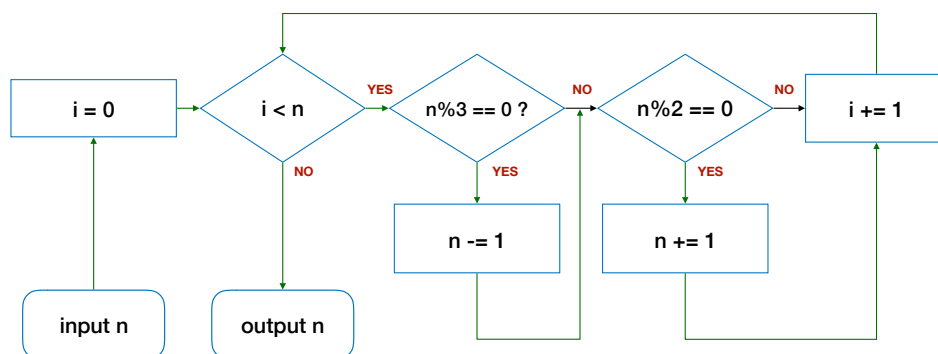 YES
NO
NO
i = 0
i < n
n%3 == 0 ?
n%2 == 0
i += 1
NO
YES
YES
n -= 1
n += 1
input n
output n